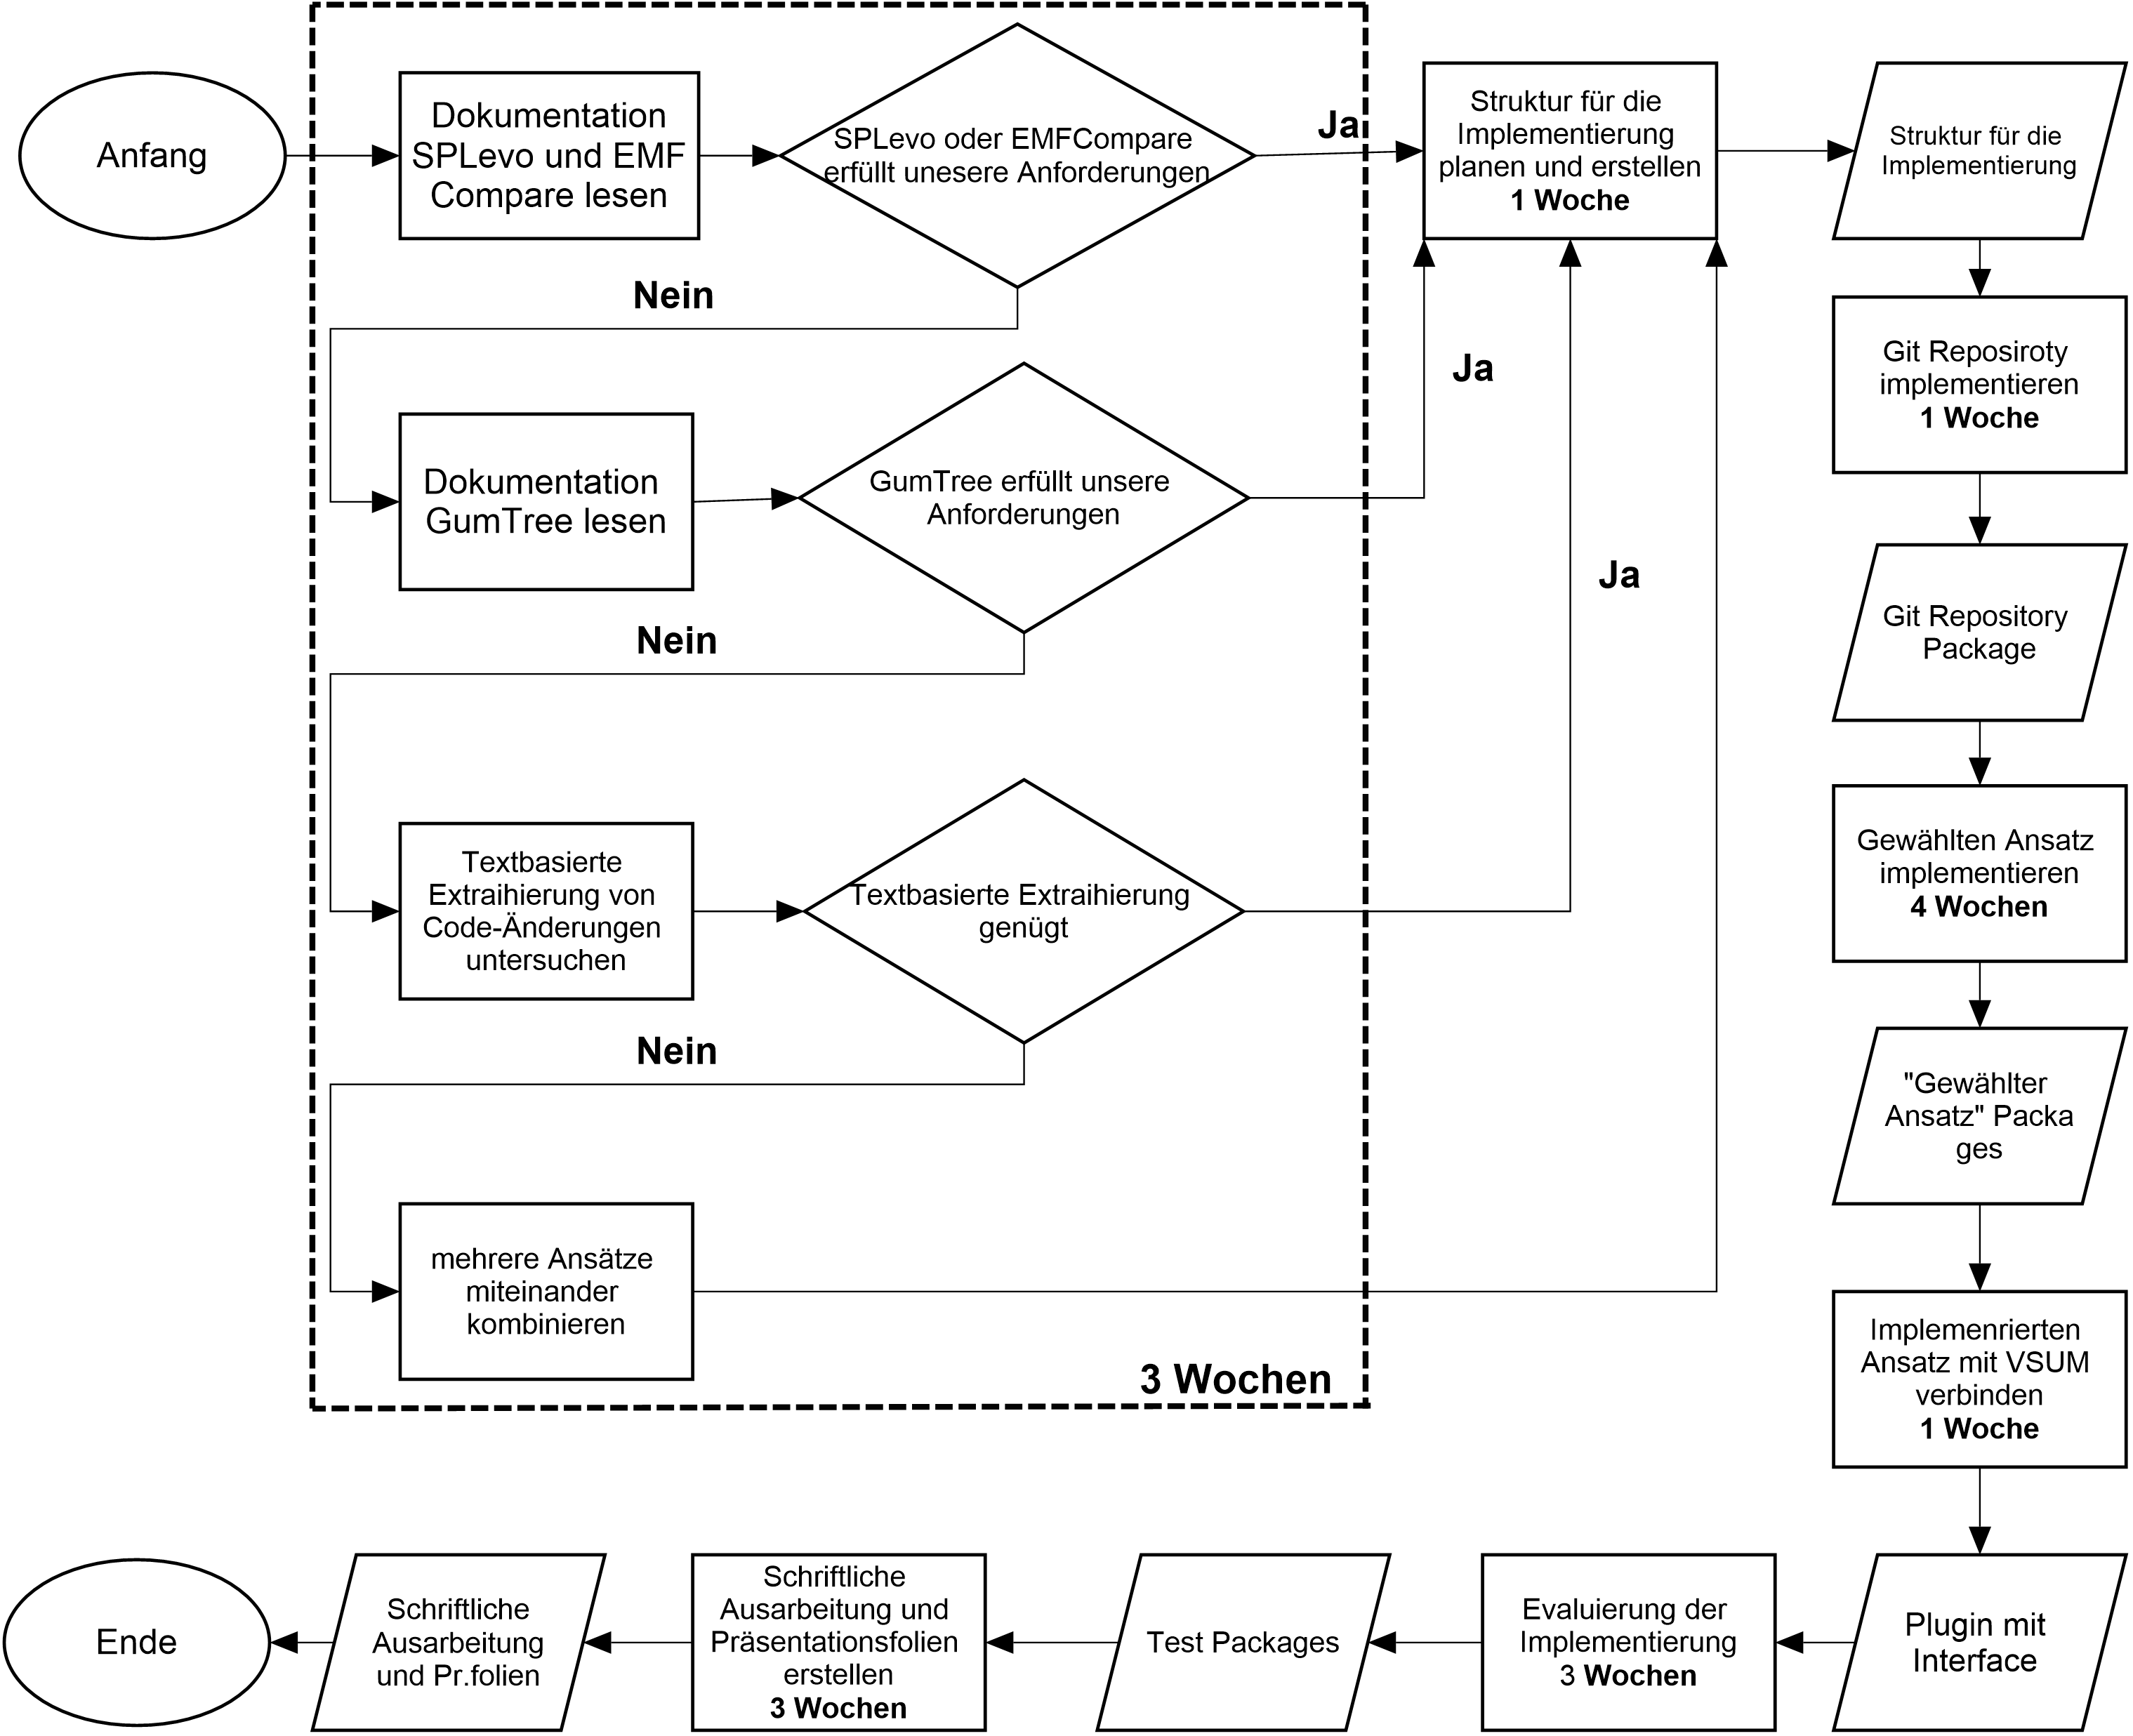 Anfang
Dokumentation
SPLevo und EMF
Compare lesen
SPLevo oder EMFCompare
erfüllt unesere Anforderungen
Ja
Struktur für die
Implementierung
planen und erstellen
1 Woche
Struktur für die
Implementierung
Nein
Git Reposiroty
implementieren
1 Woche
Ja
Dokumentation
GumTree lesen
GumTree erfüllt unsere
Anforderungen
Ja
Nein
Git Repository
Package
Textbasierte
Extraihierung von
Code-Änderungen
untersuchen
Textbasierte Extraihierung
genügt
Gewählten Ansatz
implementieren
4 Wochen
Nein
"Gewählter
Ansatz" Packa
ges
mehrere Ansätze
miteinander
kombinieren
3 Wochen
Implemenrierten
Ansatz mit VSUM
verbinden
1 Woche
Plugin mit
Interface
Evaluierung der
Implementierung
3 Wochen
Test Packages
Schriftliche
Ausarbeitung und
Präsentationsfolien
erstellen
3 Wochen
Schriftliche
Ausarbeitung
und Pr.folien
Ende